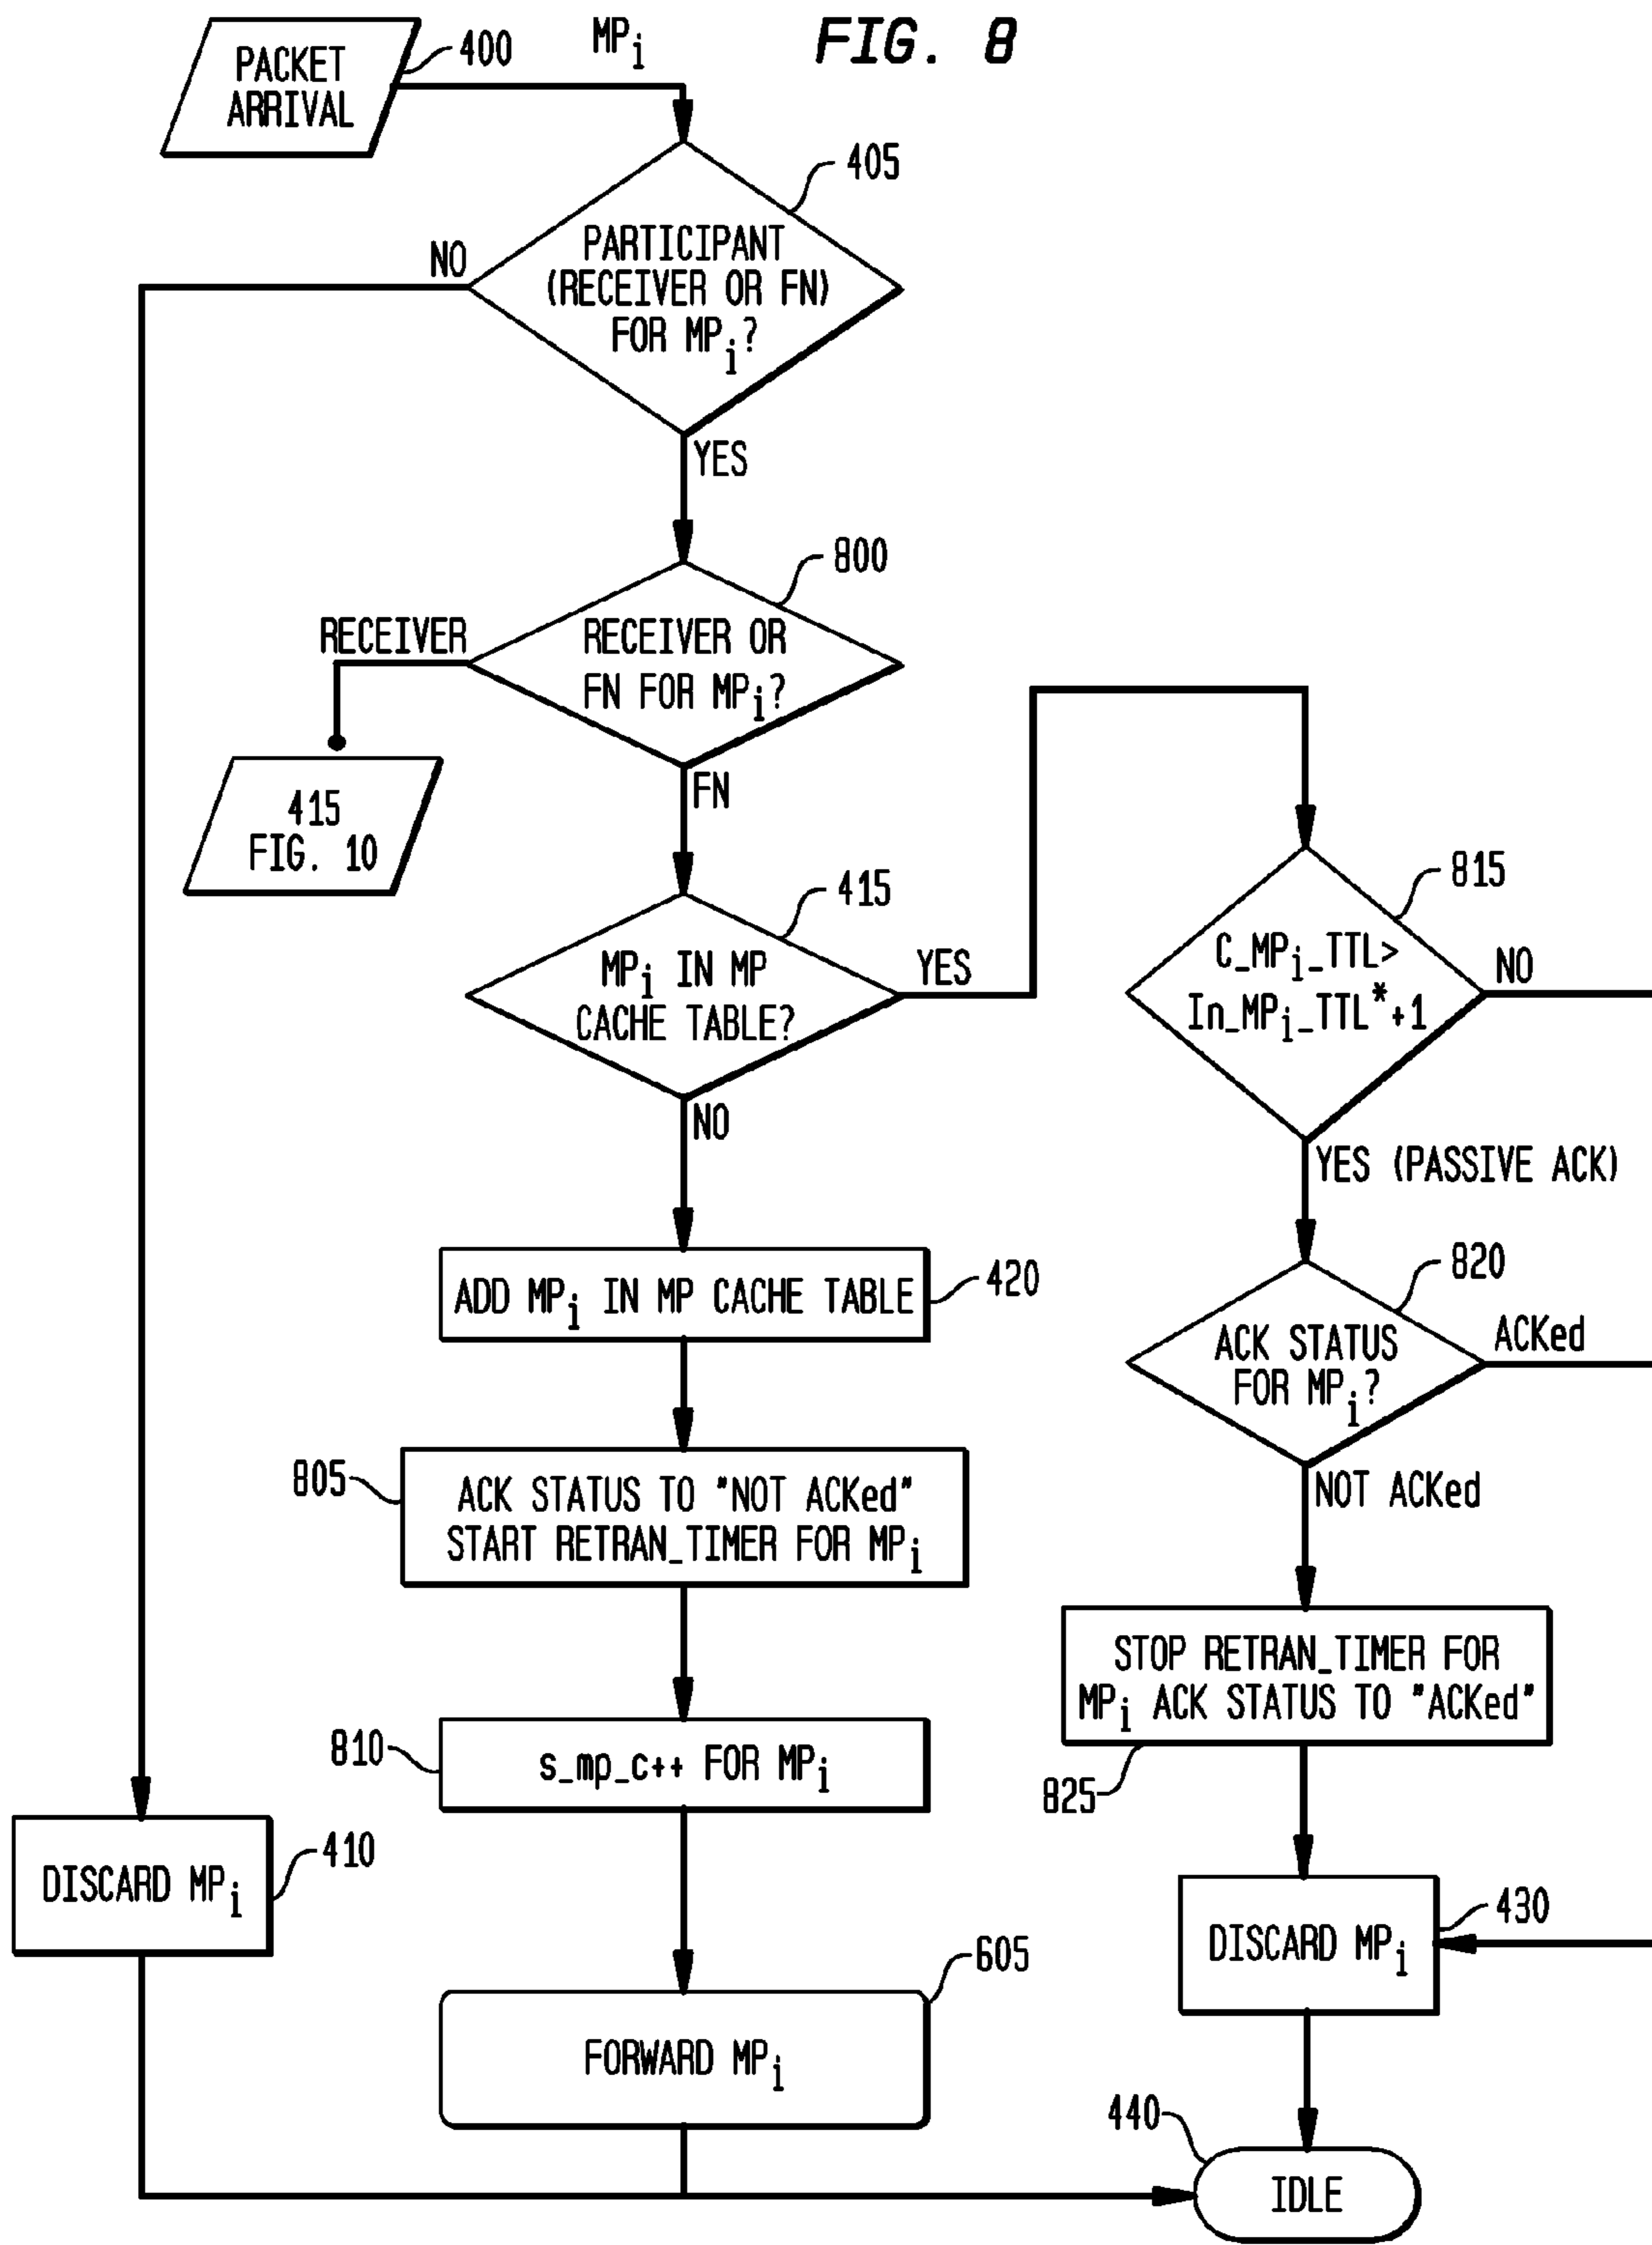 FIG. 8
PACKET
ARRIVAL
400
MPi
405
PARTICIPANT
(RECEIVER OR FN)
FOR MPi?
NO
YES
800
RECEIVER OR
FN FOR MPi?
RECEIVER
415
FIG. 10
FN
415
MPi IN MP
CACHE TABLE?
YES
NO
815
C_MPi_TTL>
In_MPi_TTL*+1
NO
YES (PASSIVE ACK)
420
ADD MPi IN MP CACHE TABLE
820
ACK STATUS
FOR MPi?
ACKed
NOT ACKed
805
ACK STATUS TO "NOT ACKed"
START RETRAN_TIMER FOR MPi
STOP RETRAN_TIMER FOR
MPi ACK STATUS TO "ACKed"
825
810
s_mp_c++ FOR MPi
DISCARD MPi
410
DISCARD MPi
430
605
FORWARD MPi
440
IDLE